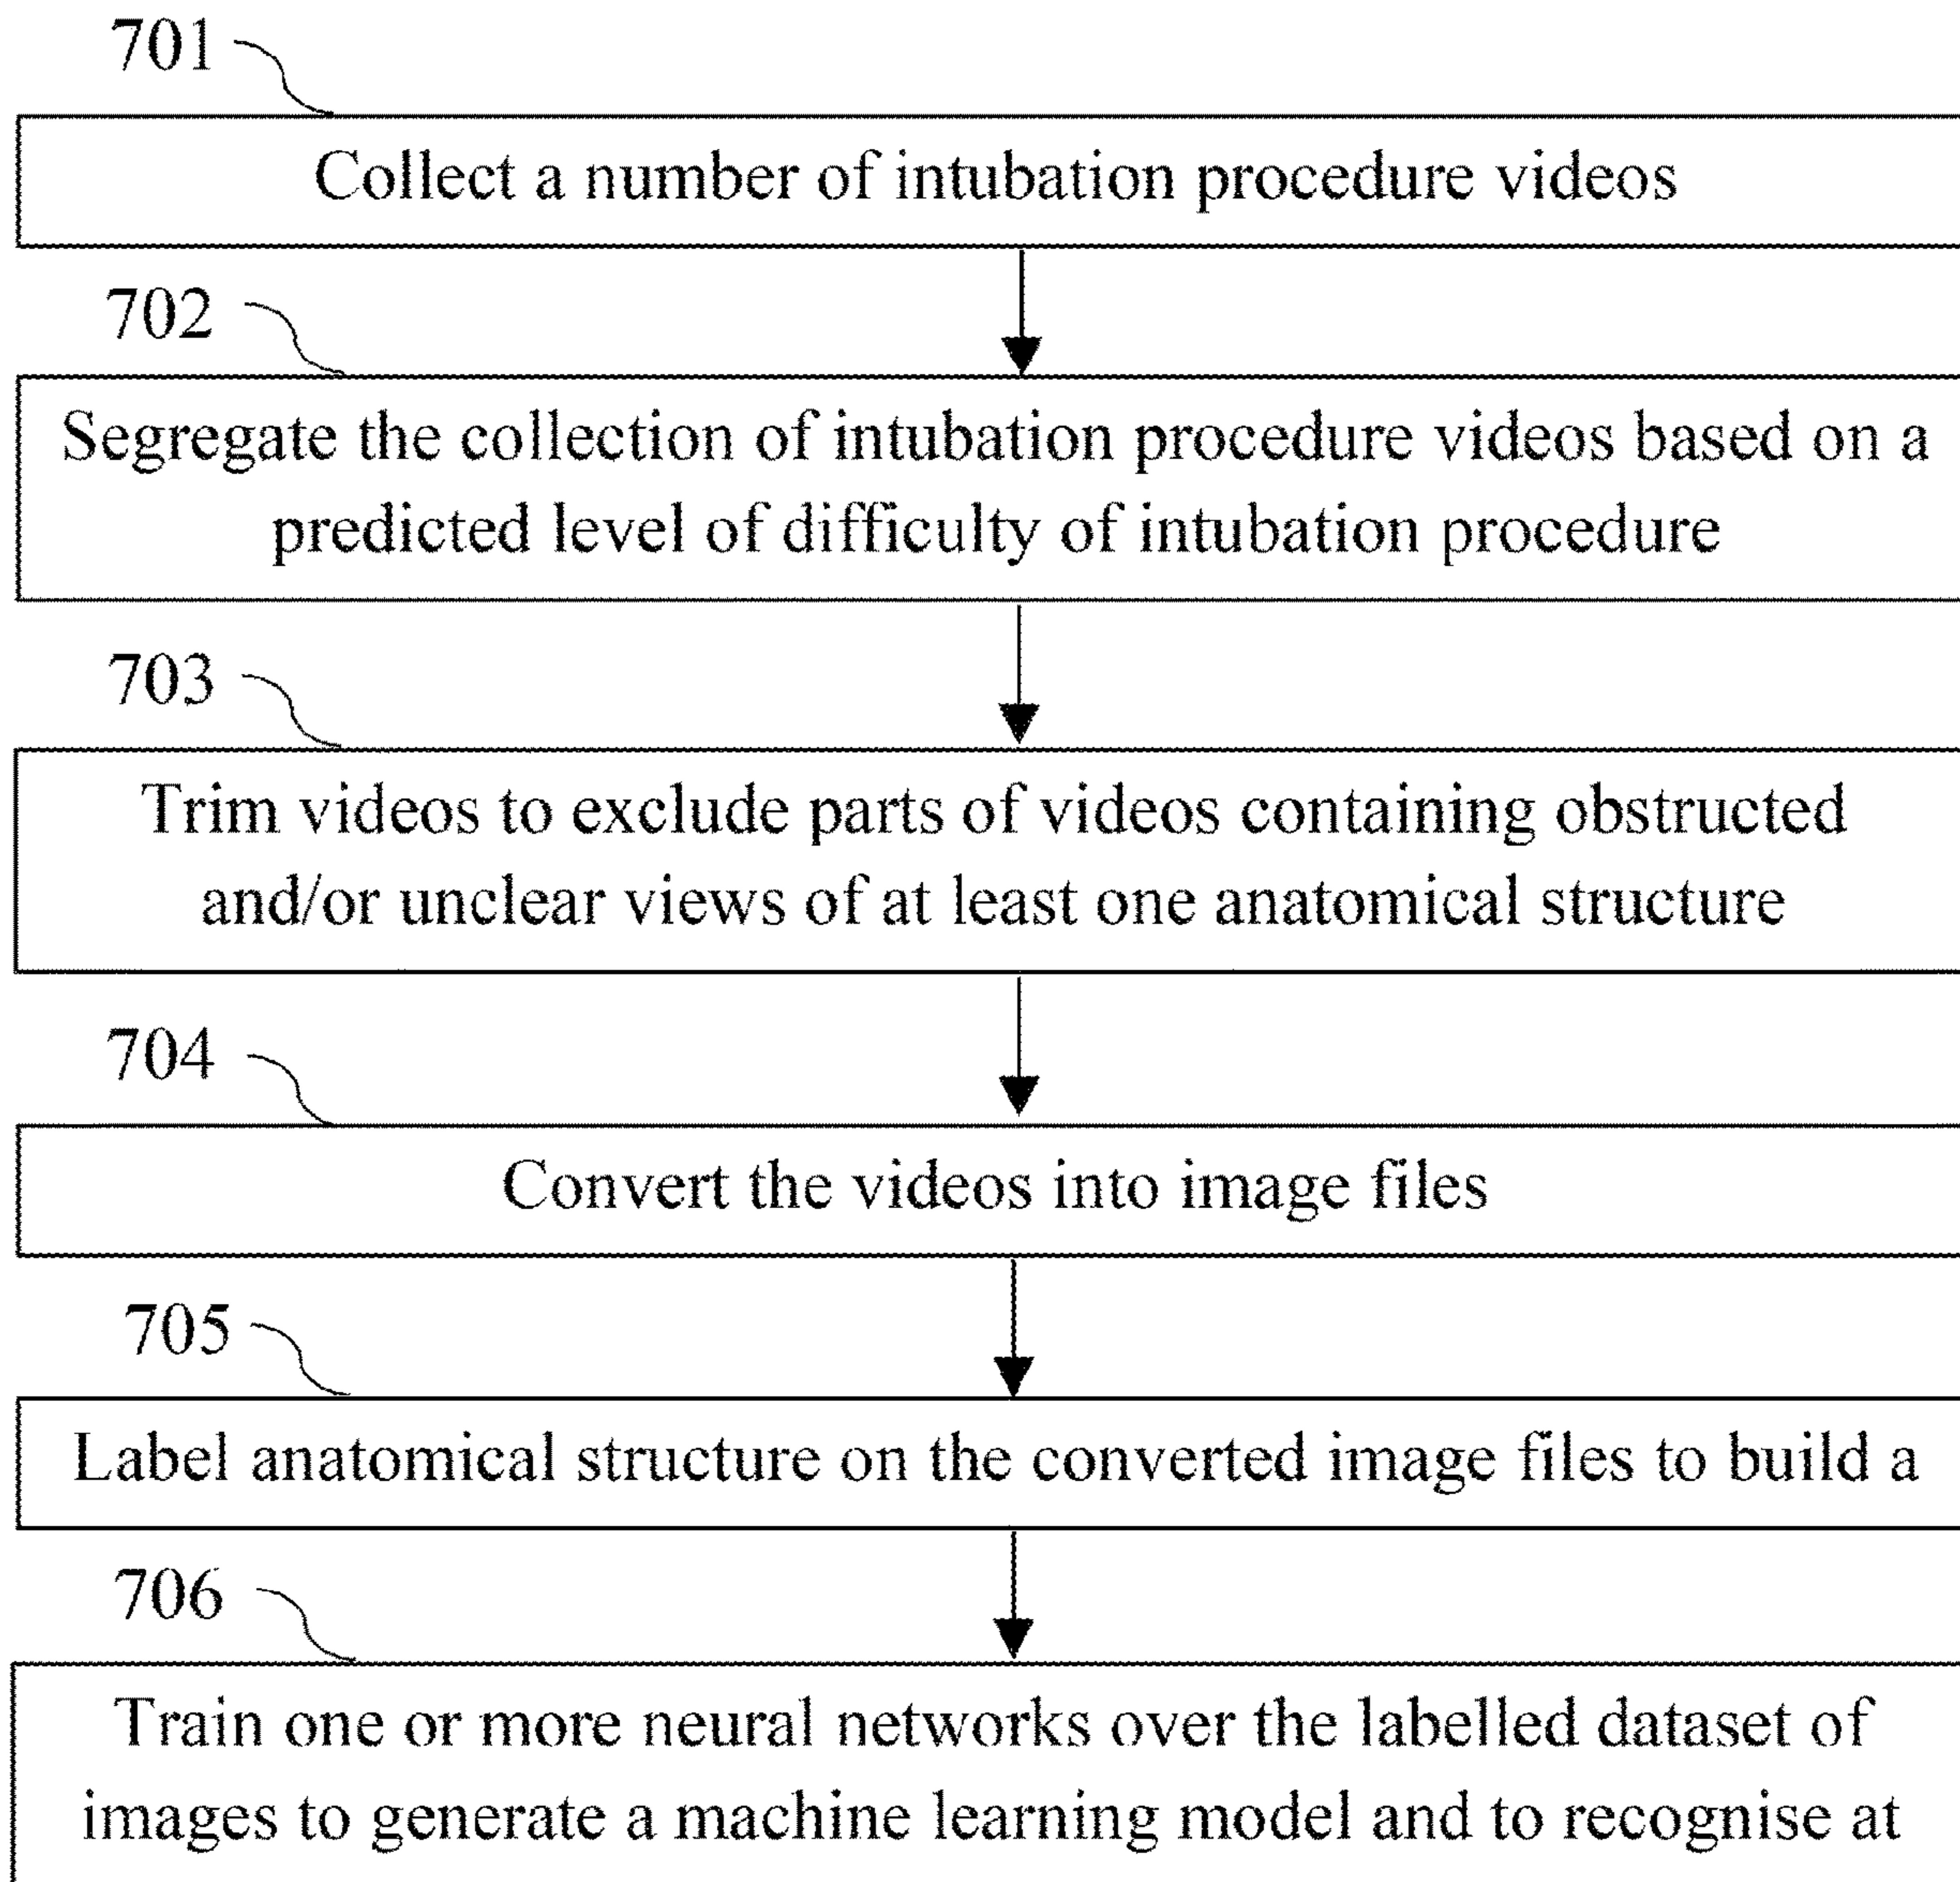 701
Collect a number of intubation procedure videos
702
Segregate the collection of intubation procedure videos based on a
predicted level of difficulty of intubation procedure
703
Trim videos to exclude parts of videos containing obstructed
and/or unclear views of at least one anatomical structure
704
Convert the videos into image files
705
Label anatomical structure on the converted image files to build a
706
Train one or more neural networks over the labelled dataset of
images to generate a machine learning model and to recognise at